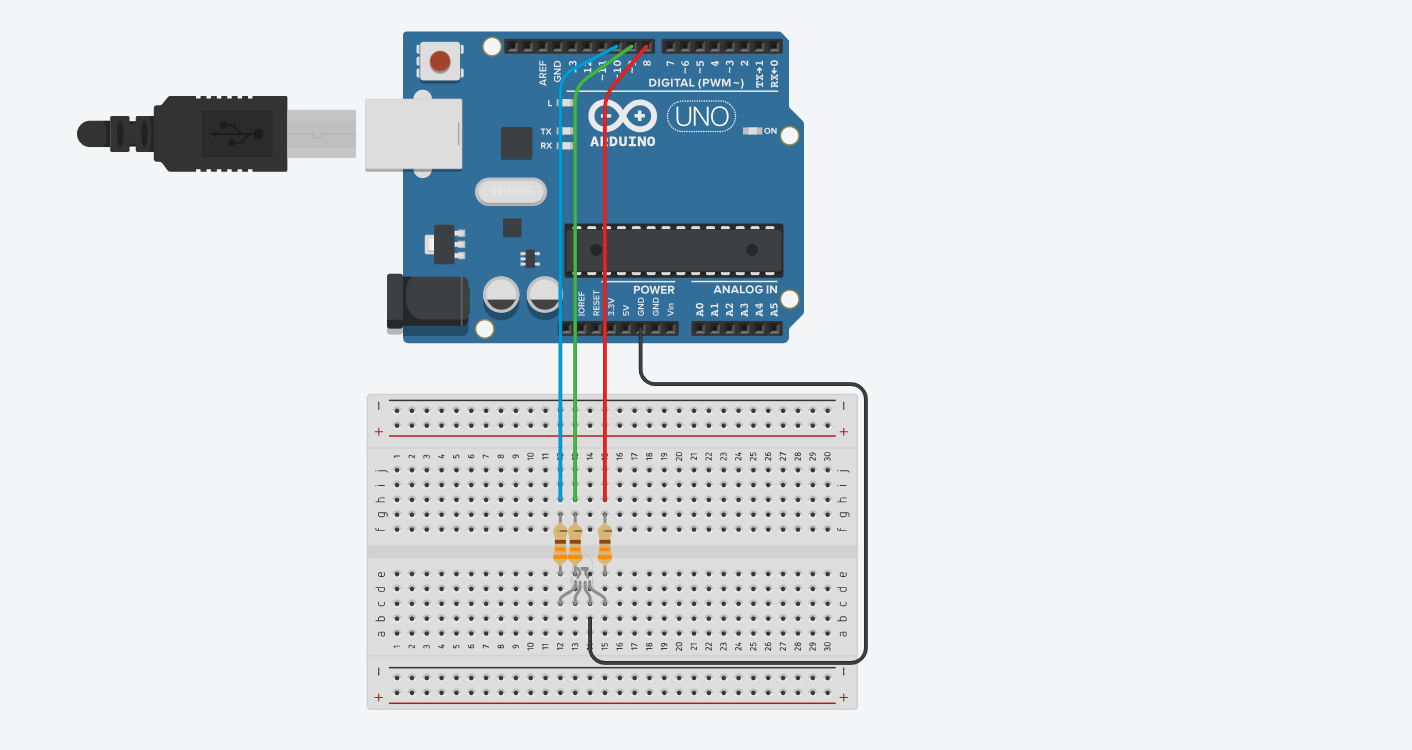 AREF
GND
13
12
~11
~10
~9
8
7
~6
~5
4
~3
2
TX→1
RX←0
DIGITAL (PWM~)
L
TX
RX
ARDUINO
UNO
ON
POWER
ANALOG IN
IOREF
RESET
3.3V
5V
GND
GND
Vin
A0
A1
A2
A3
A4
A5
− −
+ +
1 2 3 4 5 6 7 8 9 10 11 12 13 14 15 16 17 18 19 20 21 22 23 24 25 26 27 28 29 30
j j
i i
h h
g g
f f
e e
d d
c c
b b
a a
1 2 3 4 5 6 7 8 9 10 11 12 13 14 15 16 17 18 19 20 21 22 23 24 25 26 27 28 29 30
− −
+ +